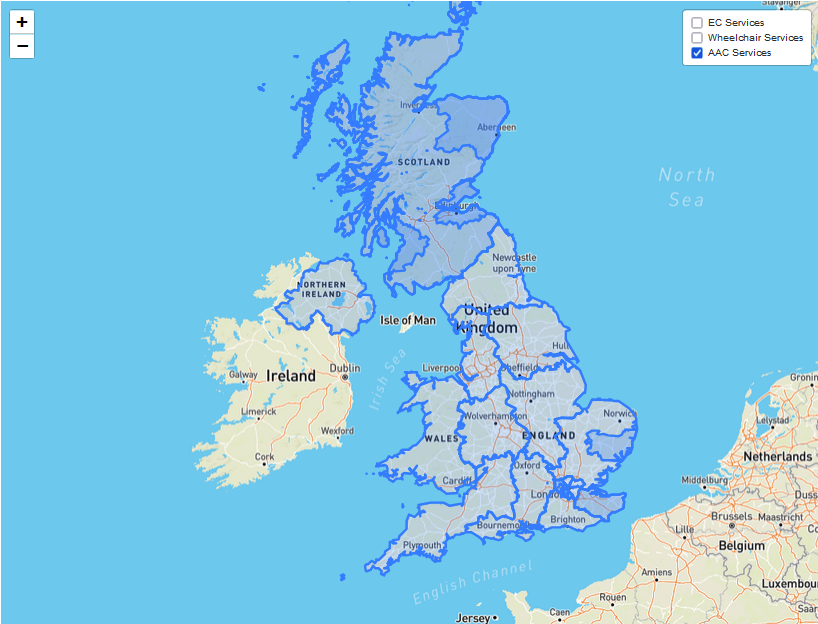 +
−
Stavanger
EC Services
Wheelchair Services
AAC Services
Inverness
Aberdeen
SCOTLAND
North
Sea
Edinburgh
Newcastle
upon Tyne
NORTHERN
IRELAND
United
Kingdom
Isle of Man
Hull
Irish Sea
Liverpool
Sheffield
Dublin
Galway
Ireland
Groningen
Nottingham
Limerick
Wolverhampton
Norwich
Lelystad
Wexford
WALES
ENGLAND
Cork
Netherlands
Oxford
Cardiff
Middelburg
London
Brussels
Maastricht
Bournemouth
Brighton
Lille
Plymouth
Belgium
English Channel
Amiens
Luxembou
Rouen
Caen
Jersey